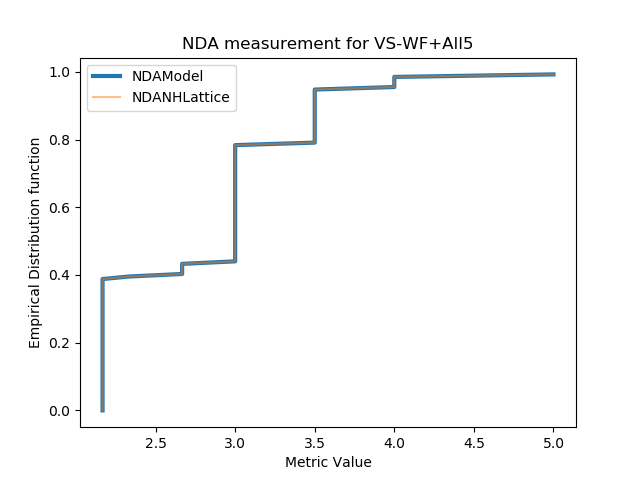 NDA measurement for VS-WF+All5
NDAModel
NDANHLattice
Empirical Distribution function
1.0
0.8
0.6
0.4
0.2
0.0
2.5 3.0 3.5 4.0 4.5 5.0
Metric Value